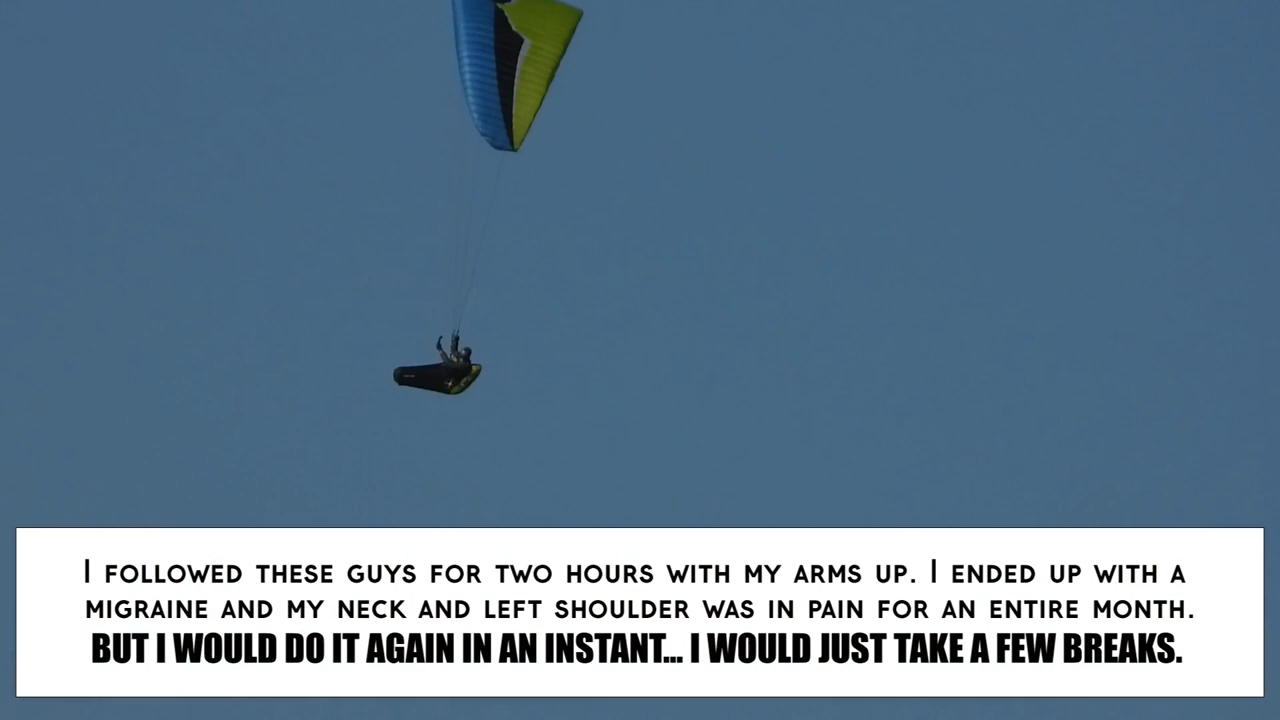 I followed these guys for two hours with my arms up. I ended up with a
migraine and my neck and left shoulder was in pain for an entire month.
BUT I WOULD DO IT AGAIN IN AN INSTANT... I WOULD JUST TAKE A FEW BREAKS.